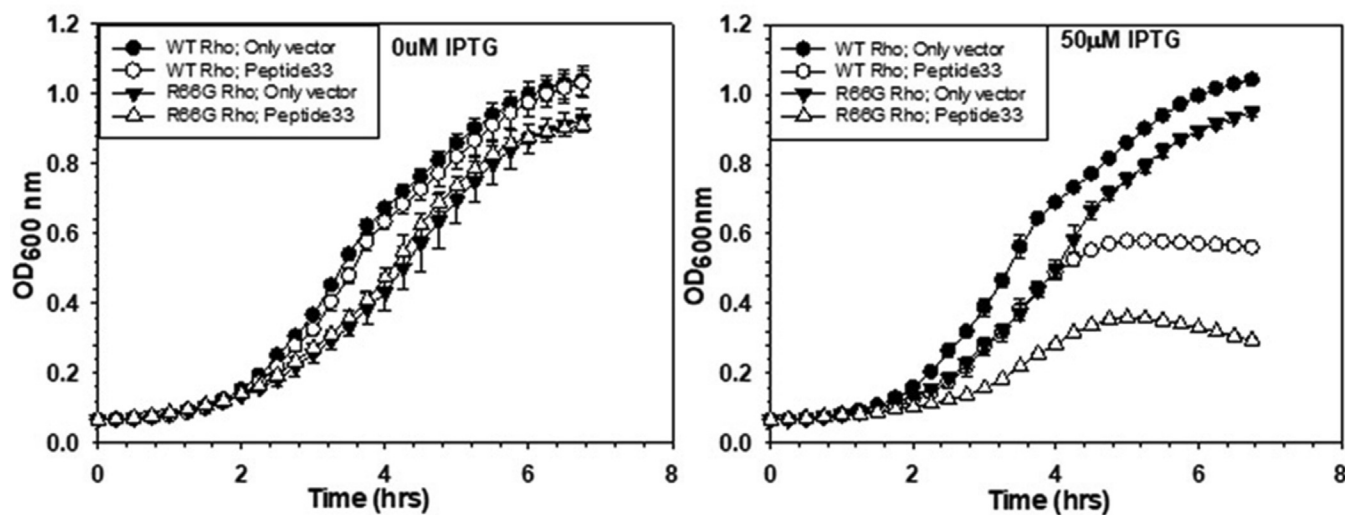 1.2
1.0
0.8
0.6
0.4
0.2
0.0
OD600 nm
WT Rho; Only vector
WT Rho; Peptide33
R66G Rho; Only vector
R66G Rho; Peptide33
0uM IPTG
0 2 4 6 8
Time (hrs)
1.2
1.0
0.8
0.6
0.4
0.2
0.0
OD600nm
WT Rho; Only vector
WT Rho; Peptide33
R66G Rho; Only vector
R66G Rho; Peptide33
50μM IPTG
0 2 4 6 8
Time (hrs)